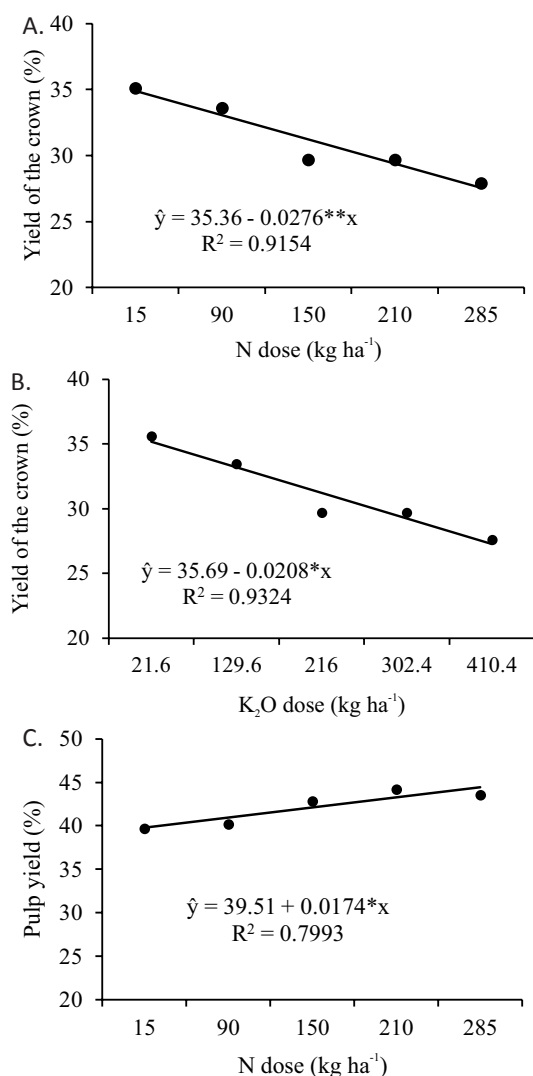 A.
Yield of the crown (%)
40
35
30
25
20
ŷ = 35.36 - 0.0276**x
R² = 0.9154
15 90 150 210 285
N dose (kg ha⁻¹)
B.
Yield of the crown (%)
40
35
30
25
20
ŷ = 35.69 - 0.0208*x
R² = 0.9324
21.6 129.6 216 302.4 410.4
K₂O dose (kg ha⁻¹)
C.
Pulp yield (%)
50
45
40
35
30
25
20
ŷ = 39.51 + 0.0174*x
R² = 0.7993
15 90 150 210 285
N dose (kg ha⁻¹)